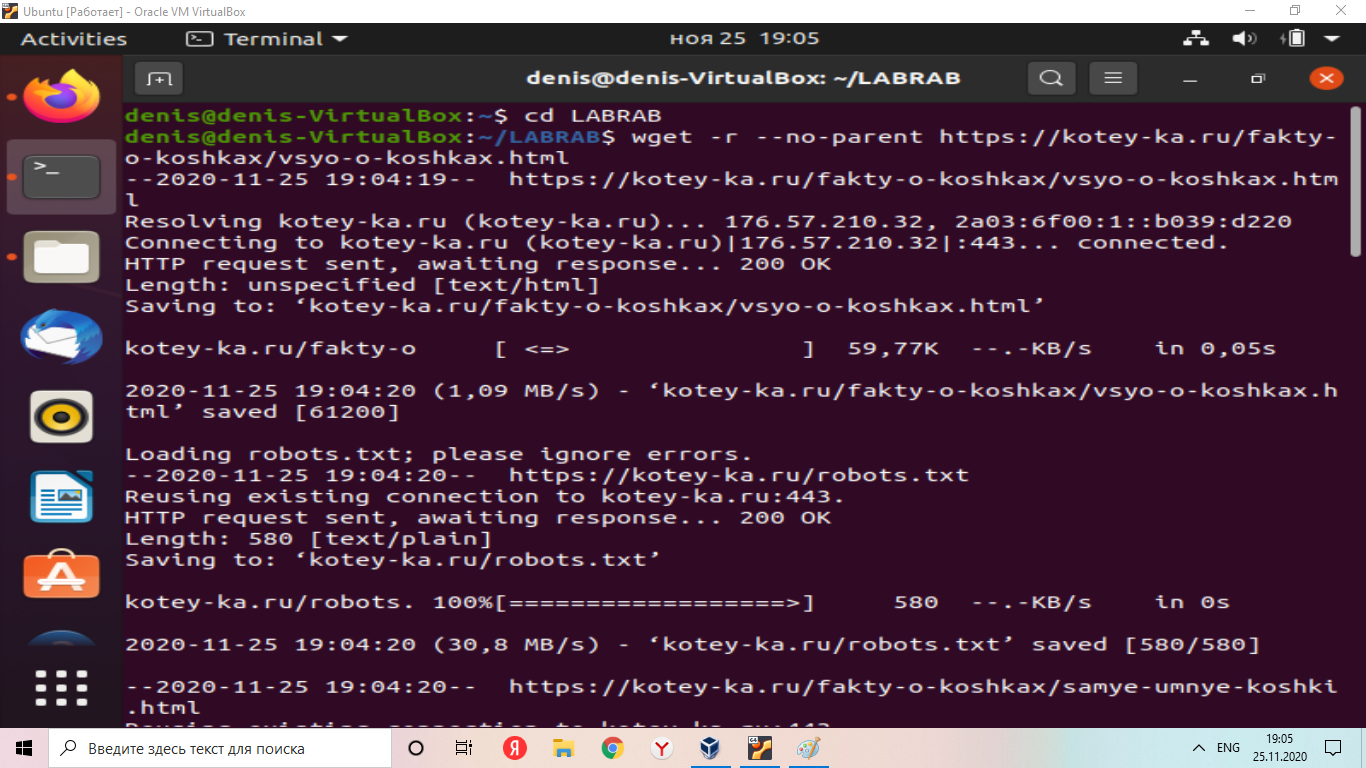 Ubuntu [Работает] - Oracle VM VirtualBox
Activities
Terminal
ноя 25 19:05
denis@denis-VirtualBox: ~/LABRAB
denis@denis-VirtualBox:~$ cd LABRAB
denis@denis-VirtualBox:~/LABRAB$ wget -r --no-parent https://kotey-ka.ru/fakty-
o-koshkax/vsyo-o-koshkax.html
--2020-11-25 19:04:19-- https://kotey-ka.ru/fakty-o-koshkax/vsyo-o-koshkax.htm
l
Resolving kotey-ka.ru (kotey-ka.ru)... 176.57.210.32, 2a03:6f00:1::b039:d220
Connecting to kotey-ka.ru (kotey-ka.ru)|176.57.210.32|:443... connected.
HTTP request sent, awaiting response... 200 OK
Length: unspecified [text/html]
Saving to: ‘kotey-ka.ru/fakty-o-koshkax/vsyo-o-koshkax.html’
kotey-ka.ru/fakty-o [ <=> ] 59,77K --.-KB/s in 0,05s
2020-11-25 19:04:20 (1,09 MB/s) - ‘kotey-ka.ru/fakty-o-koshkax/vsyo-o-koshkax.h
tml’ saved [61200]
Loading robots.txt; please ignore errors.
--2020-11-25 19:04:20-- https://kotey-ka.ru/robots.txt
Reusing existing connection to kotey-ka.ru:443.
HTTP request sent, awaiting response... 200 OK
Length: 580 [text/plain]
Saving to: ‘kotey-ka.ru/robots.txt’
kotey-ka.ru/robots. 100%[===================>] 580 --.-KB/s in 0s
2020-11-25 19:04:20 (30,8 MB/s) - ‘kotey-ka.ru/robots.txt’ saved [580/580]
--2020-11-25 19:04:20-- https://kotey-ka.ru/fakty-o-koshkax/samye-umnye-koshki
.html
Reusing existing connection to kotey-ka.ru:443.
Введите здесь текст для поиска
ENG
19:05
25.11.2020